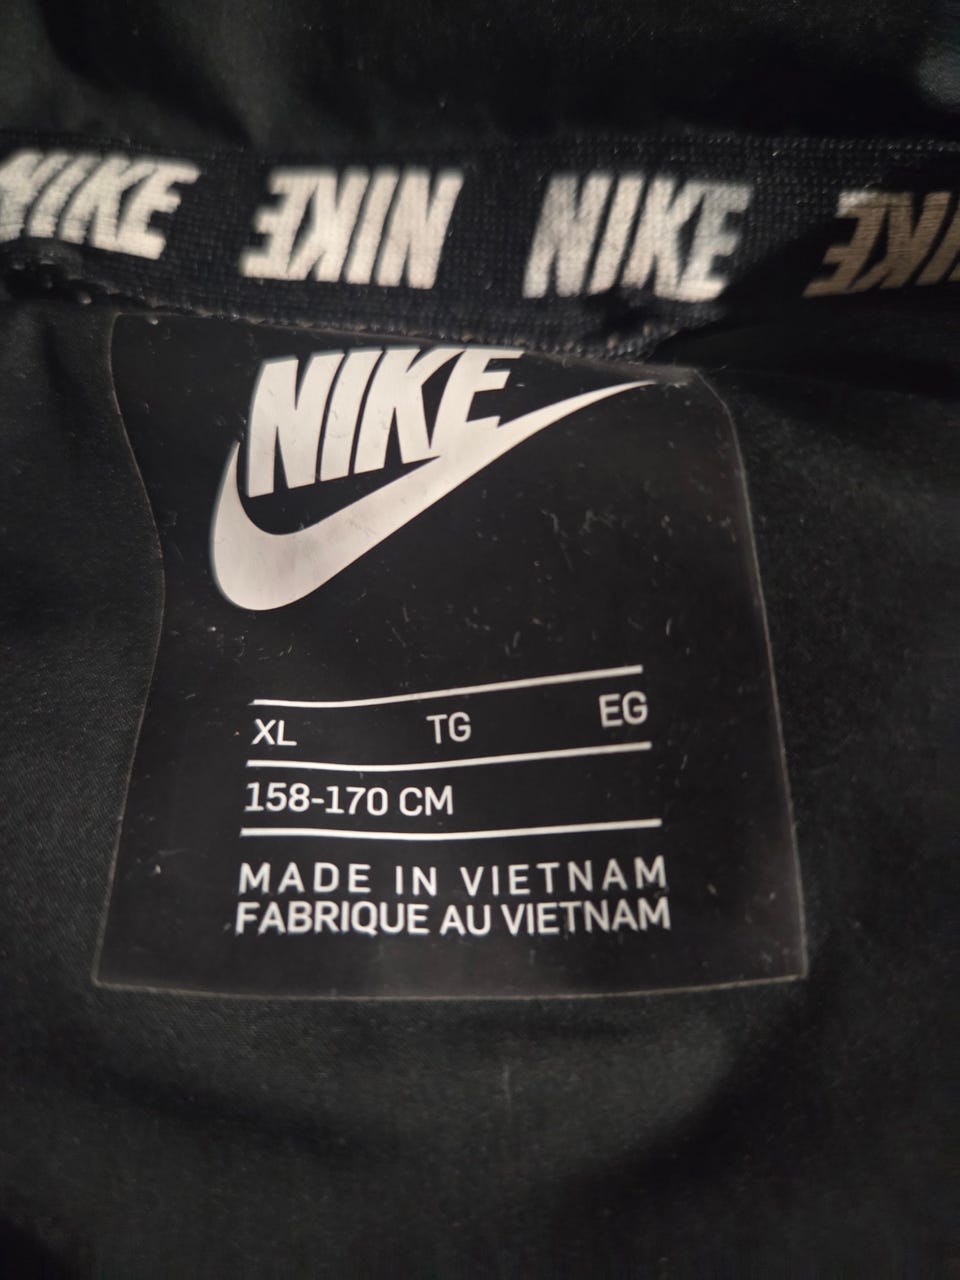 NIKE NIKE NIKE NIKE
NIKE
XL TG EG
158-170 CM
MADE IN VIETNAM
FABRIQUE AU VIETNAM